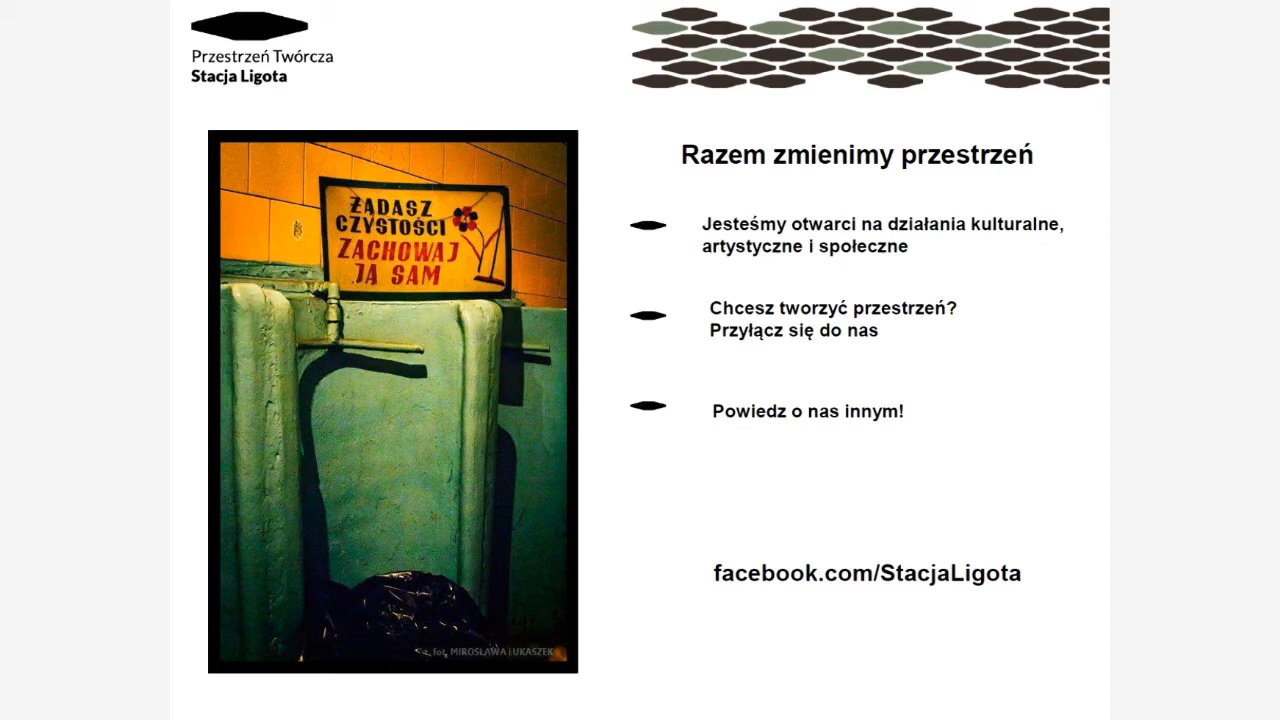 Przestrzeń Twórcza
Stacja Ligota
ŻĄDASZ
CZYSTOŚCI
ZACHOWAJ
JĄ SAM
fot. MIROSŁAWA ŁUKASZEK
Razem zmienimy przestrzeń
Jesteśmy otwarci na działania kulturalne,
artystyczne i społeczne
Chcesz tworzyć przestrzeń?
Przyłącz się do nas
Powiedz o nas innym!
facebook.com/StacjaLigota